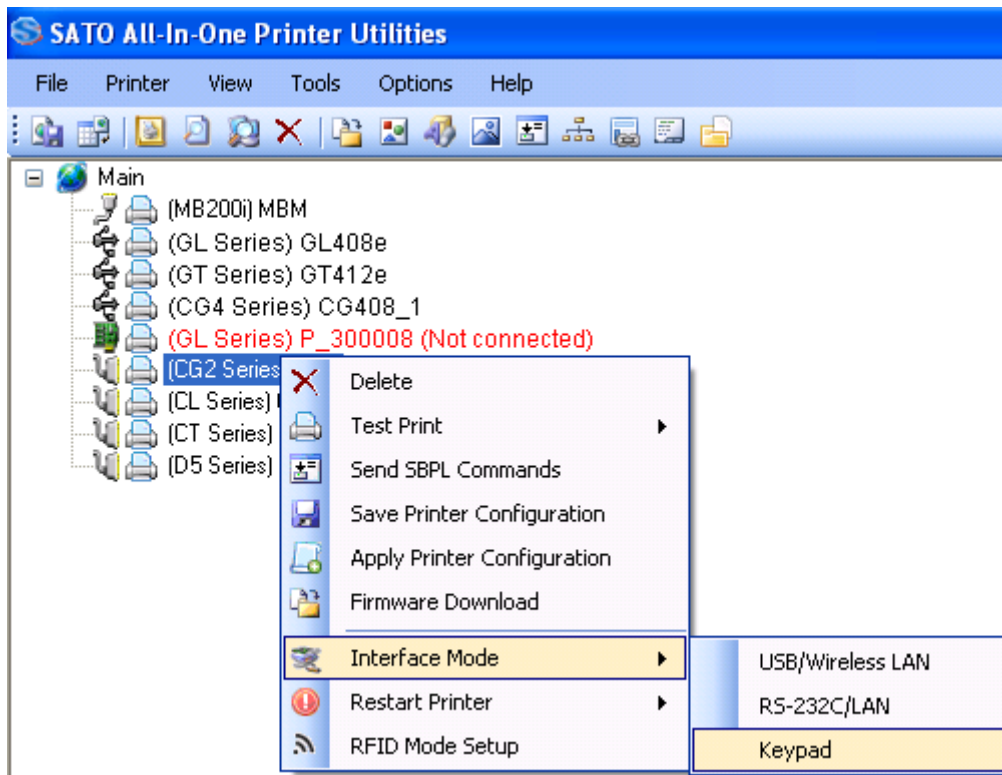 SATO All-In-One Printer Utilities
File Printer View Tools Options Help
Main
(MB200i) MBM
(GL Series) GL408e
(GT Series) GT412e
(CG4 Series) CG408_1
(GL Series) P_300008 (Not connected)
(CG2 Series
(CL Series)
(CT Series)
(D5 Series)
Delete
Test Print
Send SBPL Commands
Save Printer Configuration
Apply Printer Configuration
Firmware Download
Interface Mode
Restart Printer
RFID Mode Setup
USB/Wireless LAN
RS-232C/LAN
Keypad